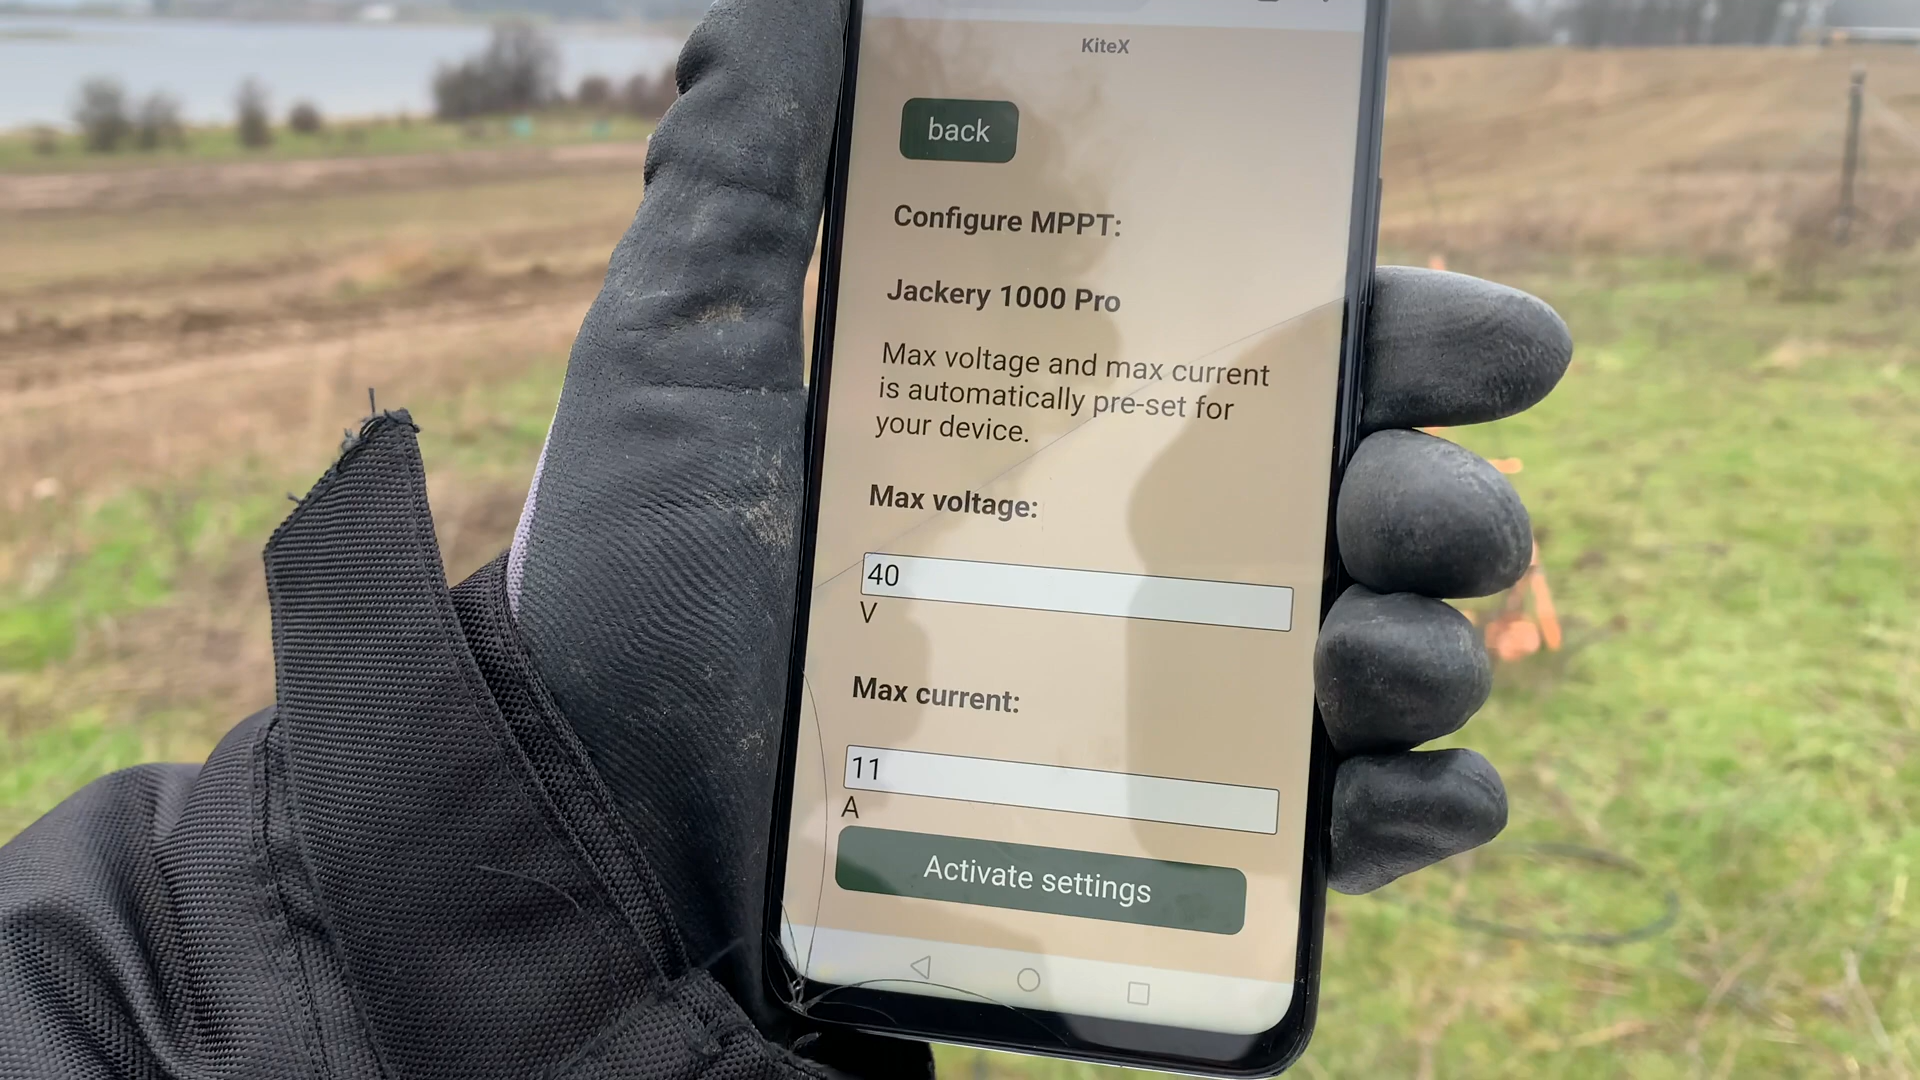 KiteX
back
Configure MPPT:
Jackery 1000 Pro
Max voltage and max current
is automatically pre-set for
your device.
Max voltage:
40
V
Max current:
11
A
Activate settings